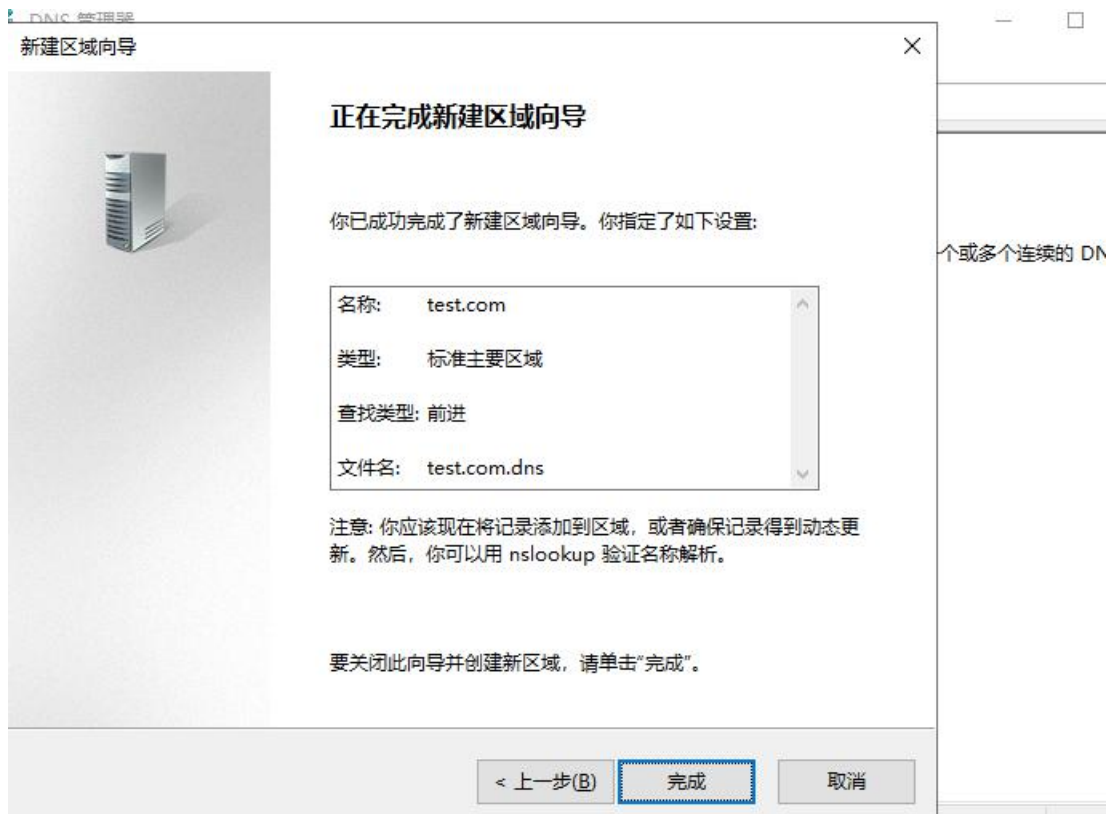 DNS 管理器
新建区域向导
正在完成新建区域向导
你已成功完成了新建区域向导。你指定了如下设置:
个或多个连续的 DN
名称: test.com
类型: 标准主要区域
查找类型: 前进
文件名: test.com.dns
注意: 你应该现在将记录添加到区域，或者确保记录得到动态更
新。然后，你可以用 nslookup 验证名称解析。
要关闭此向导并创建新区域，请单击“完成”。
< 上一步(B)
完成
取消